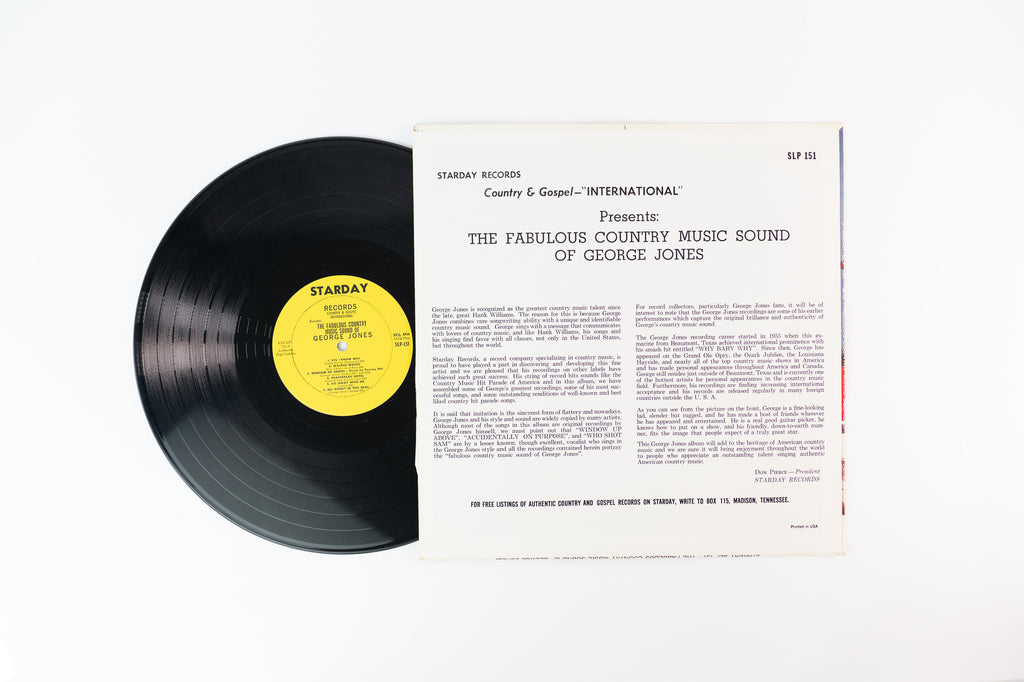 STARDAY
RECORDS
COUNTRY & GOSPEL
INTERNATIONAL
Presents
THE FABULOUS COUNTRY
MUSIC SOUND OF
GEORGE JONES
33⅓ RPM
Long Play
SLP-151
SLP 151
STARDAY RECORDS
Country & Gospel—"INTERNATIONAL"
Presents:
THE FABULOUS COUNTRY MUSIC SOUND
OF GEORGE JONES
George Jones is recognized as the greatest country music talent since
the late, great Hank Williams. The reason for this is because George
Jones combines rare songwriting ability with a unique and identifiable
country music sound. George sings with a message that communicates
with lovers of country music, and like Hank Williams, his songs and
his singing find favor with all classes, not only in the United States,
but throughout the world.
Starday Records, a record company specializing in country music, is
proud to have played a part in discovering and developing this fine
artist and we are pleased that his recordings on other labels have
achieved such great success. His string of record hits sounds like the
Country Music Hit Parade of America and in this album, we have
assembled some of George's greatest recordings, some of his most suc-
cessful songs, and some outstanding renditions of well-known and best
liked country hit parade songs.
It is said that imitation is the sincerest form of flattery and nowadays,
George Jones and his style and sound are widely copied by many artists.
Although most of the songs in this album are original recordings by
George Jones himself, we must point out that "WINDOW UP
ABOVE", "ACCIDENTALLY ON PURPOSE", and "WHO SHOT
SAM" are by a lesser known, though excellent, vocalist who sings in
the George Jones style and all the recordings contained herein portray
the "fabulous country music sound of George Jones".
For record collectors, particularly George Jones fans, it will be of
interest to note that the George Jones recordings are some of his earlier
performances which capture the original brilliance and authenticity of
George's country music sound.
The George Jones recording career started in 1955 when this ex-
marine from Beaumont, Texas achieved international prominence with
his smash hit entitled "WHY BABY WHY". Since then, George has
appeared on the Grand Ole Opry, the Ozark Jubilee, the Louisiana
Hayride, and nearly all of the top country music shows in America
and has made personal appearances throughout America and Canada.
George still resides just outside of Beaumont, Texas and is currently one
of the hottest artists for personal appearances in the country music
field. Furthermore, his recordings are finding increasing international
acceptance and his records are released regularly in many foreign
countries outside the U. S. A.
As you can see from the picture on the front, George is a fine-looking
lad, slender but rugged, and he has made a host of friends wherever
he has appeared and entertained. He is a real good guitar picker, he
knows how to put on a show, and his friendly, down-to-earth man-
ner, fits the image that people expect of a truly great star.
This George Jones album will add to the heritage of American country
music and we are sure it will bring enjoyment throughout the world
to people who appreciate an outstanding talent singing authentic
American country music.
DON PIERCE—President
STARDAY RECORDS
FOR FREE LISTINGS OF AUTHENTIC COUNTRY AND GOSPEL RECORDS ON STARDAY, WRITE TO BOX 115, MADISON, TENNESSEE.
Printed in USA